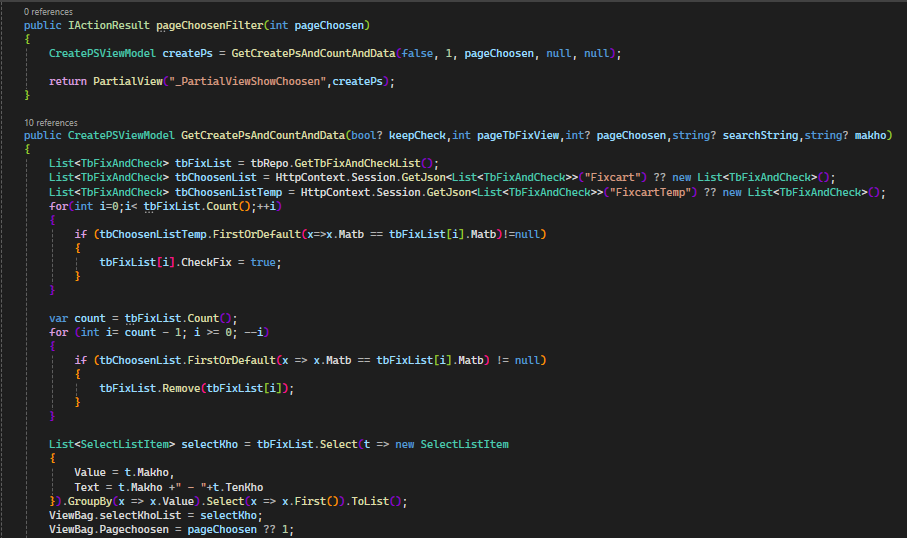 0 references
public IActionResult pageChoosenFilter(int pageChoosen)
{
CreatePSViewModel createPs = GetCreatePsAndCountAndData(false, 1, pageChoosen, null, null);
return PartialView("_PartialViewShowChoosen",createPs);
}
10 references
public CreatePSViewModel GetCreatePsAndCountAndData(bool? keepCheck,int pageTbFixView,int? pageChoosen,string? searchString,string? makho)
{
List<TbFixAndCheck> tbFixList = tbRepo.GetTbFixAndCheckList();
List<TbFixAndCheck> tbChoosenList = HttpContext.Session.GetJson<List<TbFixAndCheck>>("Fixcart") ?? new List<TbFixAndCheck>();
List<TbFixAndCheck> tbChoosenListTemp = HttpContext.Session.GetJson<List<TbFixAndCheck>>("FixcartTemp") ?? new List<TbFixAndCheck>();
for(int i=0;i< tbFixList.Count();++i)
{
if (tbChoosenListTemp.FirstOrDefault(x=>x.Matb == tbFixList[i].Matb)!=null)
{
tbFixList[i].CheckFix = true;
}
}
var count = tbFixList.Count();
for (int i= count - 1; i >= 0; --i)
{
if (tbChoosenList.FirstOrDefault(x => x.Matb == tbFixList[i].Matb) != null)
{
tbFixList.Remove(tbFixList[i]);
}
}
List<SelectListItem> selectKho = tbFixList.Select(t => new SelectListItem
{
Value = t.Makho,
Text = t.Makho +" - "+t.TenKho
}).GroupBy(x => x.Value).Select(x => x.First()).ToList();
ViewBag.selectKhoList = selectKho;
ViewBag.Pagechoosen = pageChoosen ?? 1;